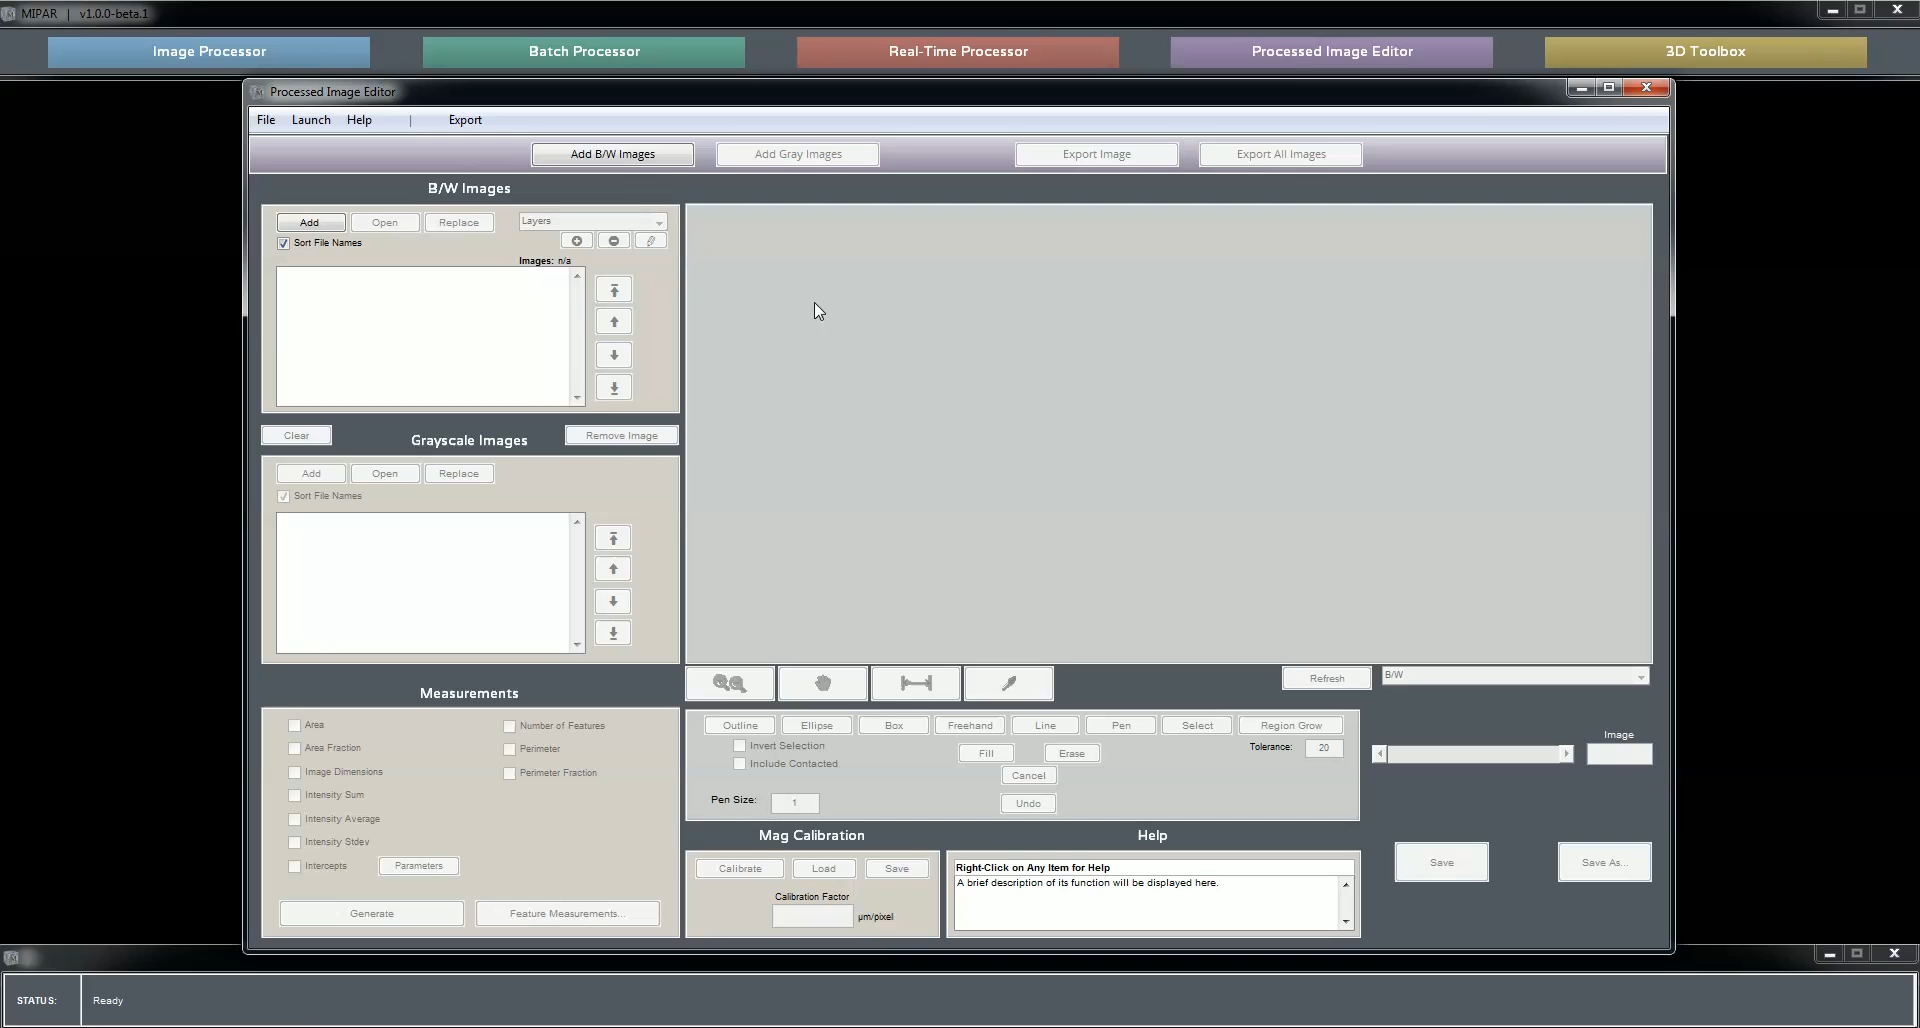 MIPAR | v1.0.0-beta.1
Image Processor
Batch Processor
Real-Time Processor
Processed Image Editor
3D Toolbox
Processed Image Editor
File Launch Help | Export
Add B/W Images
Add Gray Images
Export Image
Export All Images
B/W Images
Add
Open
Replace
Layers
Sort File Names
Images: n/a
Clear
Grayscale Images
Remove Image
Add
Open
Replace
Sort File Names
Refresh
B/W
Measurements
Area
Number of Features
Area Fraction
Perimeter
Image Dimensions
Perimeter Fraction
Intensity Sum
Intensity Average
Intensity Stdev
Intercepts
Parameters
Generate
Feature Measurements...
Outline
Ellipse
Box
Freehand
Line
Pen
Select
Region Grow
Invert Selection
Include Contacted
Fill
Erase
Tolerance: 20
Cancel
Pen Size: 1
Undo
Image
Mag Calibration
Calibrate
Load
Save
Calibration Factor
µm/pixel
Help
Right-Click on Any Item for Help
A brief description of its function will be displayed here.
Save
Save As...
STATUS: Ready